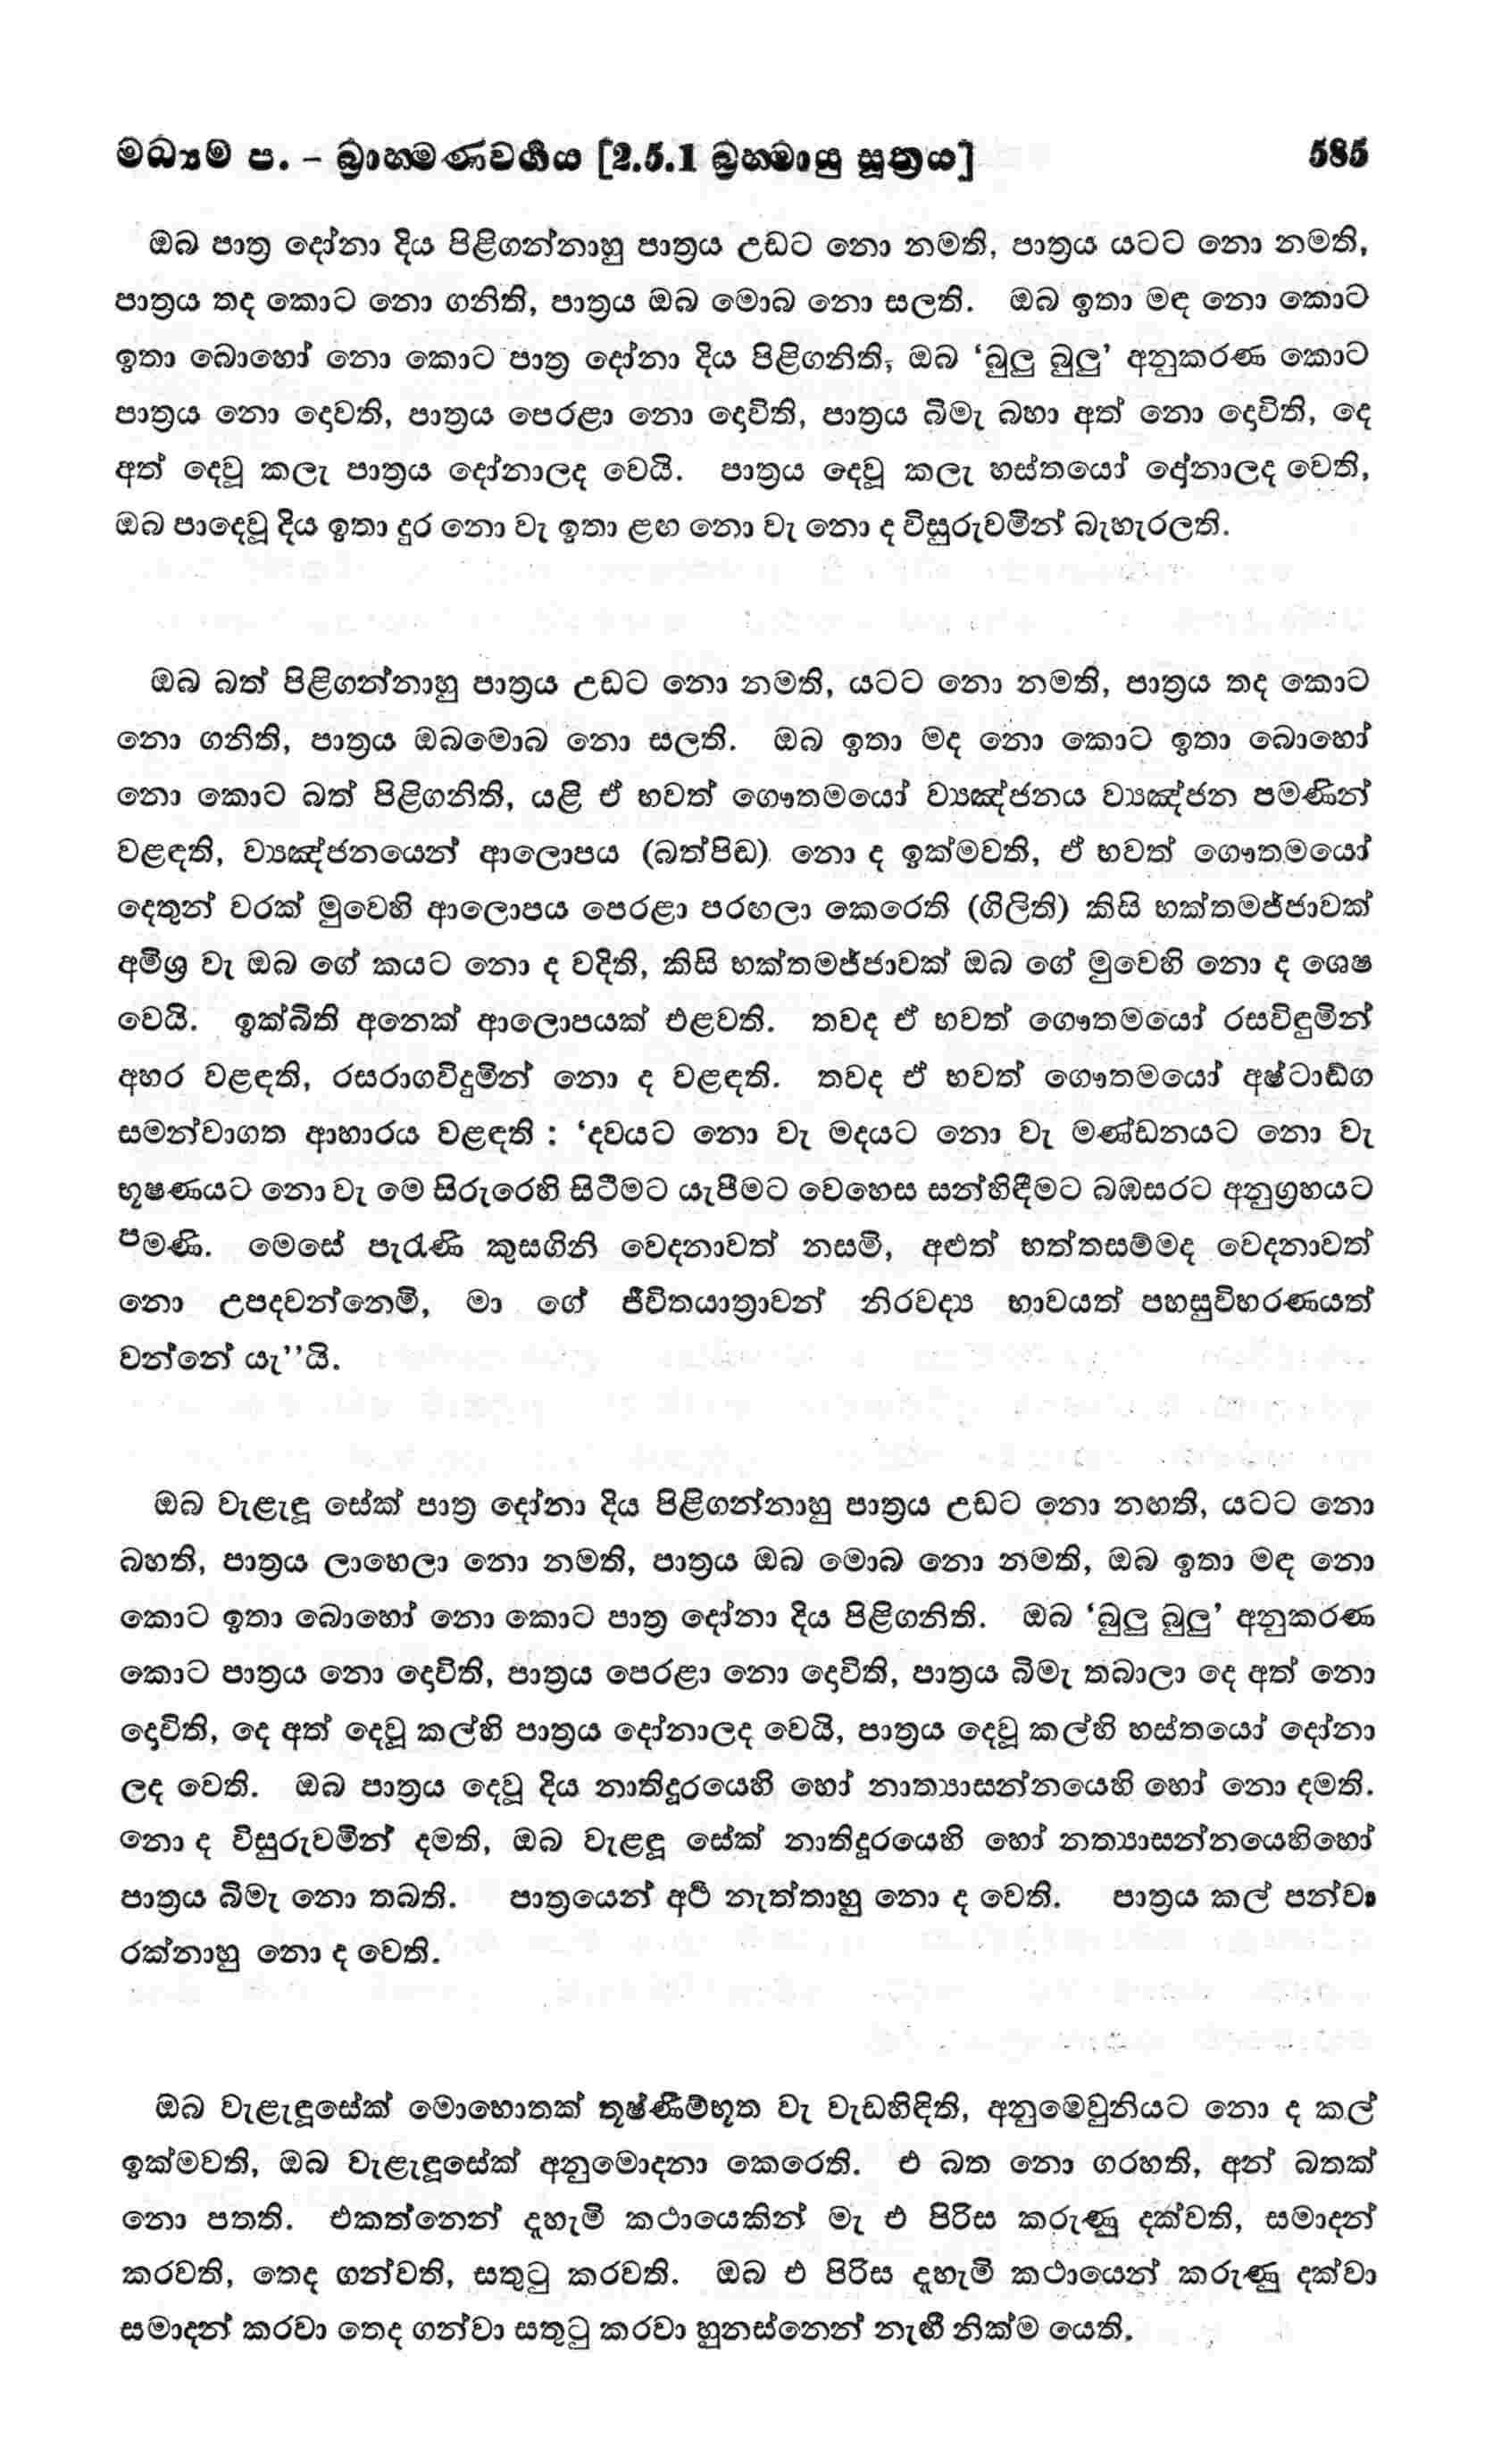 මධ්‍යම ප. – බ්‍රාහ්මණවර්‍ගය [2.5.1 බ්‍රහ්මායු සූත්‍රය] 585
ඔබ පාත්‍ර දෝනා දිය පිළිගන්නාහු පාත්‍රය උඩට නො නමති, පාත්‍රය යටට නො නමති,
පාත්‍රය තද කොට නො ගනිති, පාත්‍රය ඔබ මොබ නො සලති. ඔබ ඉතා මඳ නො කොට
ඉතා බොහෝ නො කොට පාත්‍ර දෝනා දිය පිළිගනිති, ඔබ ‘බුලු බුලු’ අනුකරණ කොට
පාත්‍රය නො දොවති, පාත්‍රය පෙරළා නො දොවිති, පාත්‍රය බිමැ බහා අත් නො දොවිති, දෙ
අත් දෙවූ කලැ පාත්‍රය දෝනාලද වෙයි. පාත්‍රය දෙවූ කලැ හස්තයෝ දෝනාලද වෙති,
ඔබ පාදෙවූ දිය ඉතා දුර නො වැ ඉතා ළඟ නො වැ නො ද විසුරුවමින් බැහැරලති.
ඔබ බත් පිළිගන්නාහු පාත්‍රය උඩට නො නමති, යටට නො නමති, පාත්‍රය තද කොට
නො ගනිති, පාත්‍රය ඔබමොබ නො සලති. ඔබ ඉතා මද නො කොට ඉතා බොහෝ
නො කොට බත් පිළිගනිති, යළි ඒ භවත් ගෞතමයෝ ව්‍යඤ්ජනය ව්‍යඤ්ජන පමණින්
වළඳති, ව්‍යඤ්ජනයෙන් ආලොපය (බත්පිඬ) නො ද ඉක්මවති, ඒ භවත් ගෞතමයෝ
දෙතුන් වරක් මුවෙහි ආලොපය පෙරළා පරඟලා කෙරෙති (ගිලිති) කිසි භක්තමජ්ජාවක්
අමිශ්‍ර වැ ඔබ ගේ කයට නො ද වදිති, කිසි භක්තමජ්ජාවක් ඔබ ගේ මුවෙහි නො ද ශෙෂ
වෙයි. ඉක්බිති අනෙක් ආලොපයක් එළවති. තවද ඒ භවත් ගෞතමයෝ රසවිඳුමින්
අහර වළඳති, රසරාගවිදුමින් නො ද වළඳති. තවද ඒ භවත් ගෞතමයෝ අෂ්ටාඞ්ග
සමන්වාගත ආහාරය වළඳති : ‘දවයට නො වැ මදයට නො වැ මණ්ඩනයට නො වැ
භූෂණයට නො වැ මෙ සිරුරෙහි සිටීමට යැපීමට වෙහෙස සන්හිඳීමට බඹසරට අනුග්‍රහයට
පමණි. මෙසේ පැරැණි කුසගිනි වෙදනාවත් නසමි, අළුත් භත්තසම්මද වෙදනාවත්
නො උපදවන්නෙමි, මා ගේ ජීවිතයාත්‍රාවත් නිරවද්‍ය භාවයත් පහසුවිහරණයත්
වන්නේ යැ’’යි.
ඔබ වැළැඳූ සේක් පාත්‍ර දෝනා දිය පිළිගන්නාහු පාත්‍රය උඩට නො නඟති, යටට නො
බහති, පාත්‍රය ලාහෙලා නො නමති, පාත්‍රය ඔබ මොබ නො නමති, ඔබ ඉතා මඳ නො
කොට ඉතා බොහෝ නො කොට පාත්‍ර දෝනා දිය පිළිගනිති. ඔබ ‘බුලු බුලු’ අනුකරණ
කොට පාත්‍රය නො දොවිති, පාත්‍රය පෙරළා නො දොවිති, පාත්‍රය බිමැ තබාලා දෙ අත් නො
දොවිති, දෙ අත් දෙවූ කල්හි පාත්‍රය දෝනාලද වෙයි, පාත්‍රය දෙවූ කල්හි හස්තයෝ දෝනා
ලද වෙති. ඔබ පාත්‍රය දෙවූ දිය නාතිදූරයෙහි හෝ නාත්‍යාසන්නයෙහි හෝ නො දමති.
නො ද විසුරුවමින් දමති, ඔබ වැළඳූ සේක් නාතිදූරයෙහි හෝ නත්‍යාසන්නයෙහිහෝ
පාත්‍රය බිමැ නො තබති. පාත්‍රයෙන් අර්‍ථ නැත්තාහු නො ද වෙති. පාත්‍රය කල් පන්වා
රක්නාහු නො ද වෙති.
ඔබ වැළැඳූසේක් මොහොතක් තූෂ්ණීම්භූත වැ වැඩහිඳිති, අනුමෙවුනියට නො ද කල්
ඉක්මවති, ඔබ වැළැඳූසේක් අනුමොදනා කෙරෙති. එ බත නො ගරහති, අන් බතක්
නො පතති. එකත්නෙන් දැහැමි කථායෙකින් මැ එ පිරිස කරුණු දක්වති, සමාදන්
කරවති, තෙද ගන්වති, සතුටු කරවති. ඔබ එ පිරිස දැහැමි කථායෙන් කරුණු දක්වා
සමාදන් කරවා තෙද ගන්වා සතුටු කරවා හුනස්නෙන් නැඟී නික්ම යෙති.